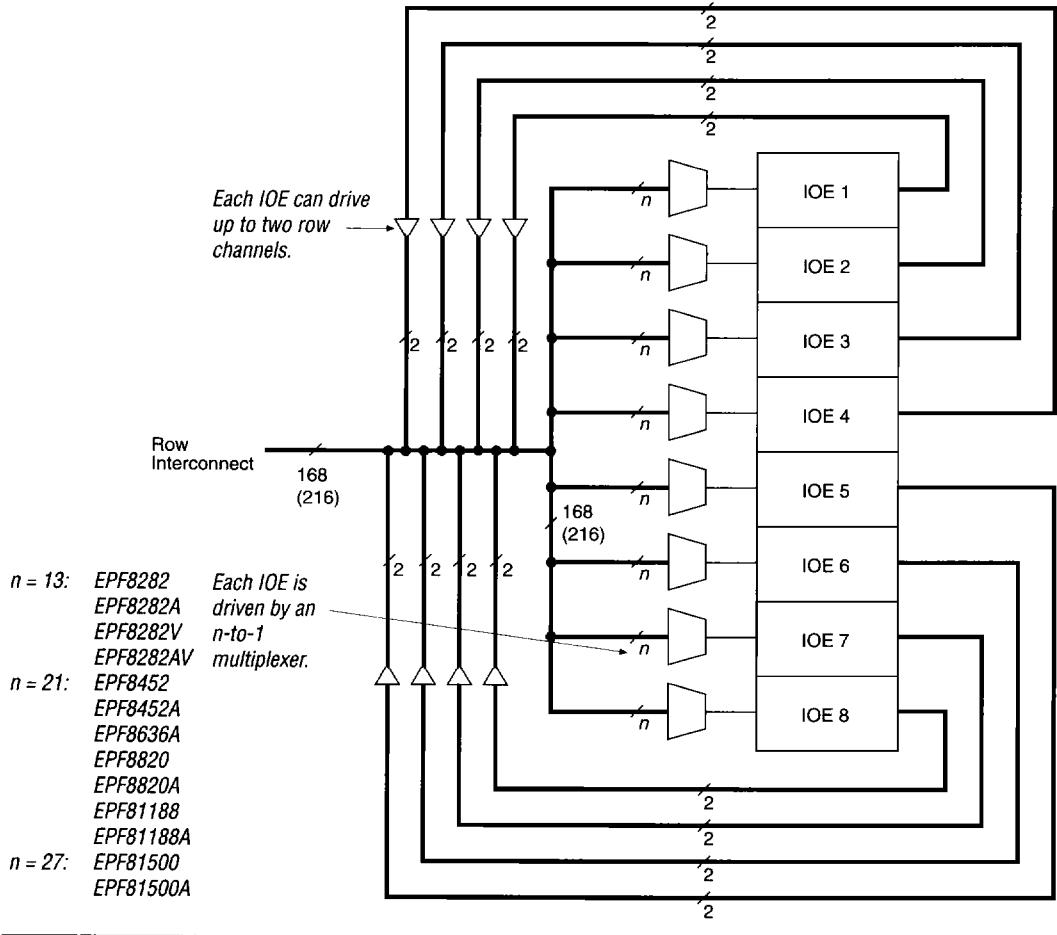 2
2
2
2
Each IOE can drive
up to two row
channels.
n
IOE 1
n
IOE 2
2 2 2 2
n
IOE 3
n
IOE 4
Row
Interconnect
168
(216)
n
IOE 5
168
(216)
2 2 2 2
n
IOE 6
n = 13: EPF8282
EPF8282A
EPF8282V
EPF8282AV
n = 21: EPF8452
EPF8452A
EPF8636A
EPF8820
EPF8820A
EPF81188
EPF81188A
n = 27: EPF81500
EPF81500A
Each IOE is
driven by an
n-to-1
multiplexer.
n
IOE 7
n
IOE 8
2
2
2
2